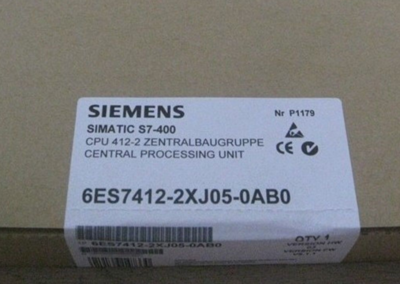 SIEMENS
Nr P1179
SIMATIC S7-400
CPU 412-2 ZENTRALBAUGRUPPE
CENTRAL PROCESSING UNIT
6ES7412-2XJ05-0AB0
6ES7412-2XJ05-0AB0
QTY 1